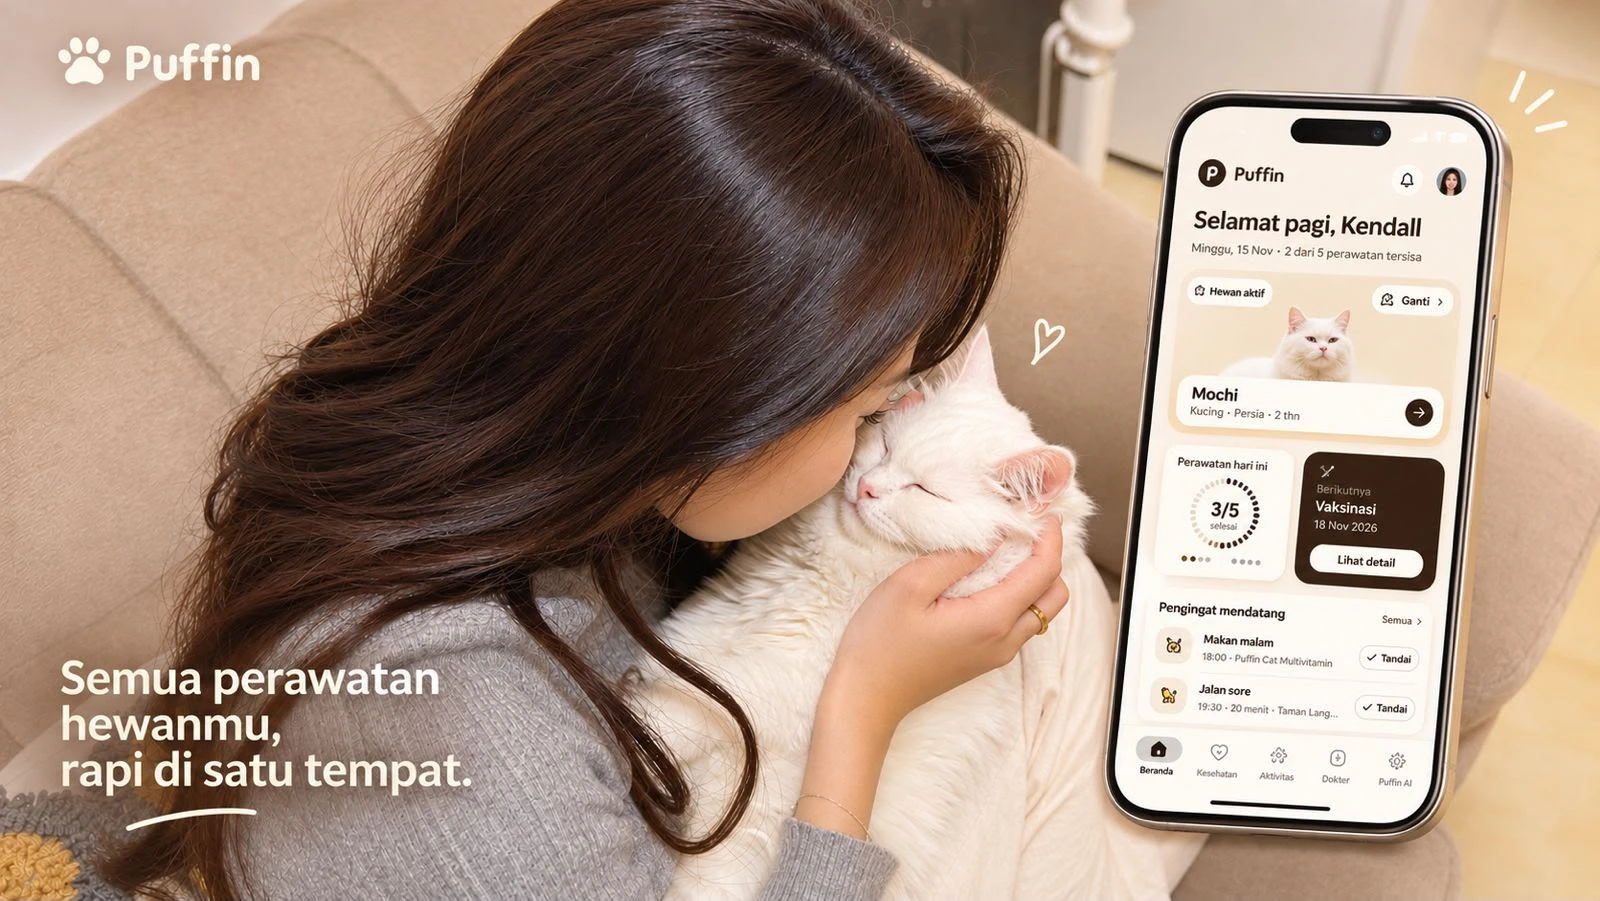 Puffin
Semua perawatan
hewanmu,
rapi di satu tempat.
P Puffin
Selamat pagi, Kendall
Minggu, 15 Nov • 2 dari 5 perawatan tersisa
Hewan aktif
Ganti
Mochi
Kucing • Persia • 2 thn
Perawatan hari ini
3/5
selesai
Berikutnya
Vaksinasi
18 Nov 2026
Lihat detail
Pengingat mendatang
Semua
Makan malam
18:00 • Puffin Cat Multivitamin
Tandai
Jalan sore
19:30 • 20 menit • Taman Lang...
Tandai
Beranda
Kesehatan
Aktivitas
Dokter
Puffin AI